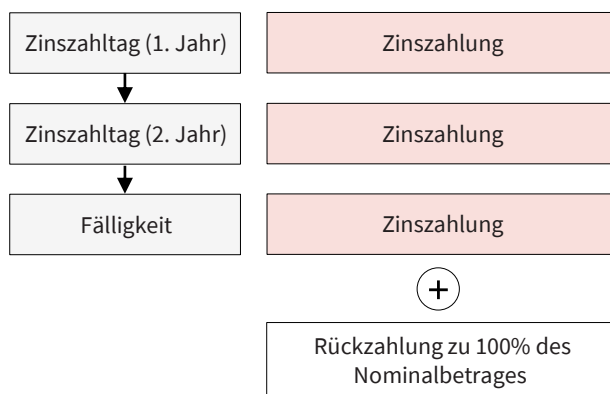 Zinszahltag (1. Jahr)
Zinszahlung
Zinszahltag (2. Jahr)
Zinszahlung
Fälligkeit
Zinszahlung
+
Rückzahlung zu 100% des
Nominalbetrages